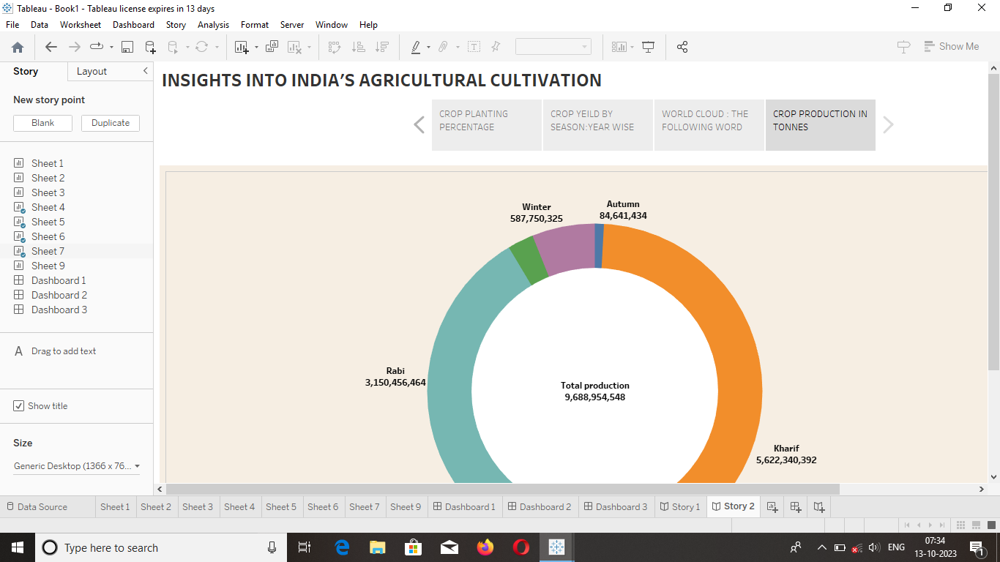 Tableau - Book1 - Tableau license expires in 13 days
File Data Worksheet Dashboard Story Analysis Format Server Window Help
Show Me
Story Layout
New story point
Blank Duplicate
Sheet 1
Sheet 2
Sheet 3
Sheet 4
Sheet 5
Sheet 6
Sheet 7
Sheet 9
Dashboard 1
Dashboard 2
Dashboard 3
A Drag to add text
Show title
Size
Generic Desktop (1366 x 76...
INSIGHTS INTO INDIA’S AGRICULTURAL CULTIVATION
CROP PLANTING
PERCENTAGE
CROP YEILD BY
SEASON:YEAR WISE
WORLD CLOUD : THE
FOLLOWING WORD
CROP PRODUCTION IN
TONNES
Winter
587,750,325
Autumn
84,641,434
Rabi
3,150,456,464
Total production
9,688,954,548
Kharif
5,622,340,392
Data Source Sheet 1 Sheet 2 Sheet 3 Sheet 4 Sheet 5 Sheet 6 Sheet 7 Sheet 9 Dashboard 1 Dashboard 2 Dashboard 3 Story 1 Story 2
Type here to search
ENG
07:34
13-10-2023
1